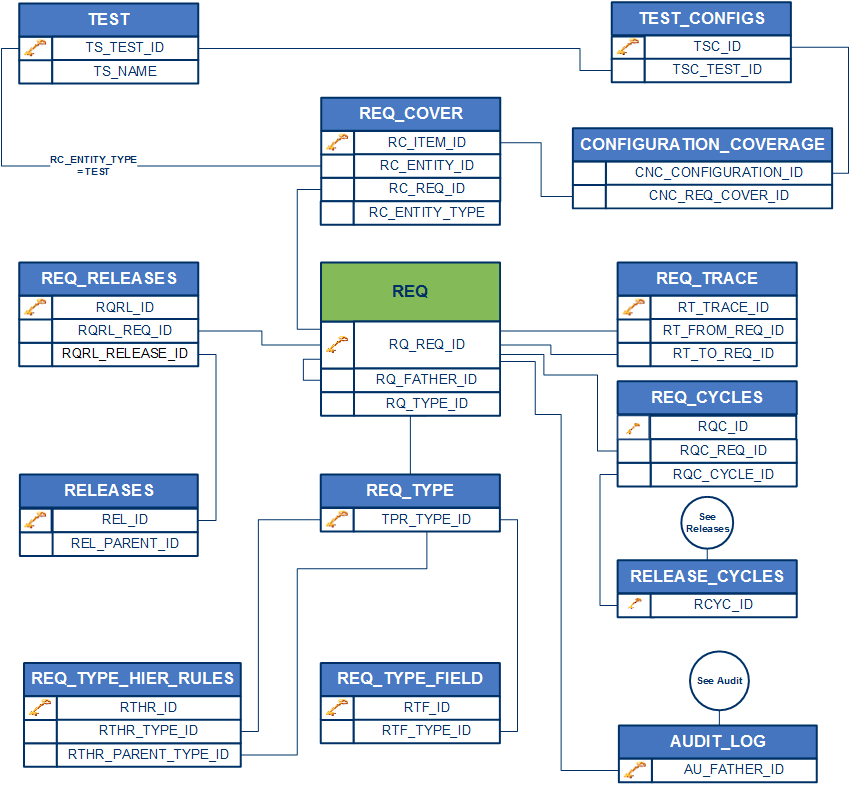 TEST
TS_TEST_ID
TS_NAME
TEST_CONFIGS
TSC_ID
TSC_TEST_ID
REQ_COVER
RC_ITEM_ID
RC_ENTITY_ID
RC_REQ_ID
RC_ENTITY_TYPE
CONFIGURATION_COVERAGE
CNC_CONFIGURATION_ID
CNC_REQ_COVER_ID
RC_ENTITY_TYPE
= TEST
REQ_RELEASES
RQRL_ID
RQRL_REQ_ID
RQRL_RELEASE_ID
REQ
RQ_REQ_ID
RQ_FATHER_ID
RQ_TYPE_ID
REQ_TRACE
RT_TRACE_ID
RT_FROM_REQ_ID
RT_TO_REQ_ID
REQ_CYCLES
RQC_ID
RQC_REQ_ID
RQC_CYCLE_ID
RELEASES
REL_ID
REL_PARENT_ID
REQ_TYPE
TPR_TYPE_ID
See
Releases
RELEASE_CYCLES
RCYC_ID
REQ_TYPE_HIER_RULES
RTHR_ID
RTHR_TYPE_ID
RTHR_PARENT_TYPE_ID
REQ_TYPE_FIELD
RTF_ID
RTF_TYPE_ID
See Audit
AUDIT_LOG
AU_FATHER_ID